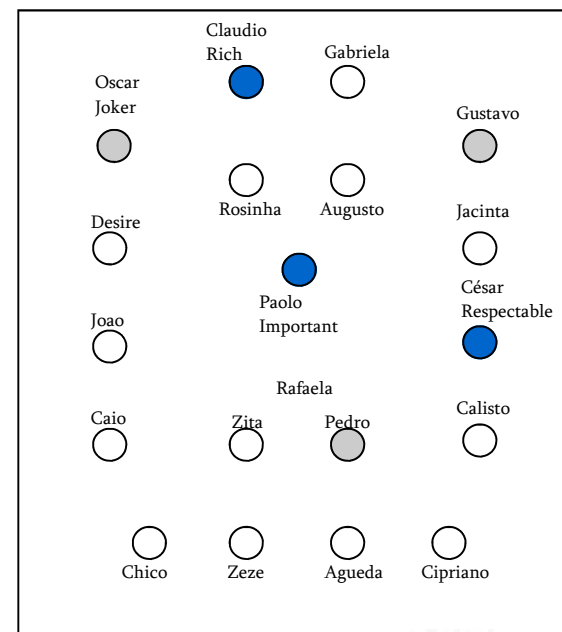 Claudio
Rich
Gabriela
Oscar
Joker
Gustavo
Rosinha
Augusto
Desire
Jacinta
Paolo
Important
César
Respectable
Joao
Rafaela
Caio
Zita
Pedro
Calisto
Chico
Zeze
Agueda
Cipriano